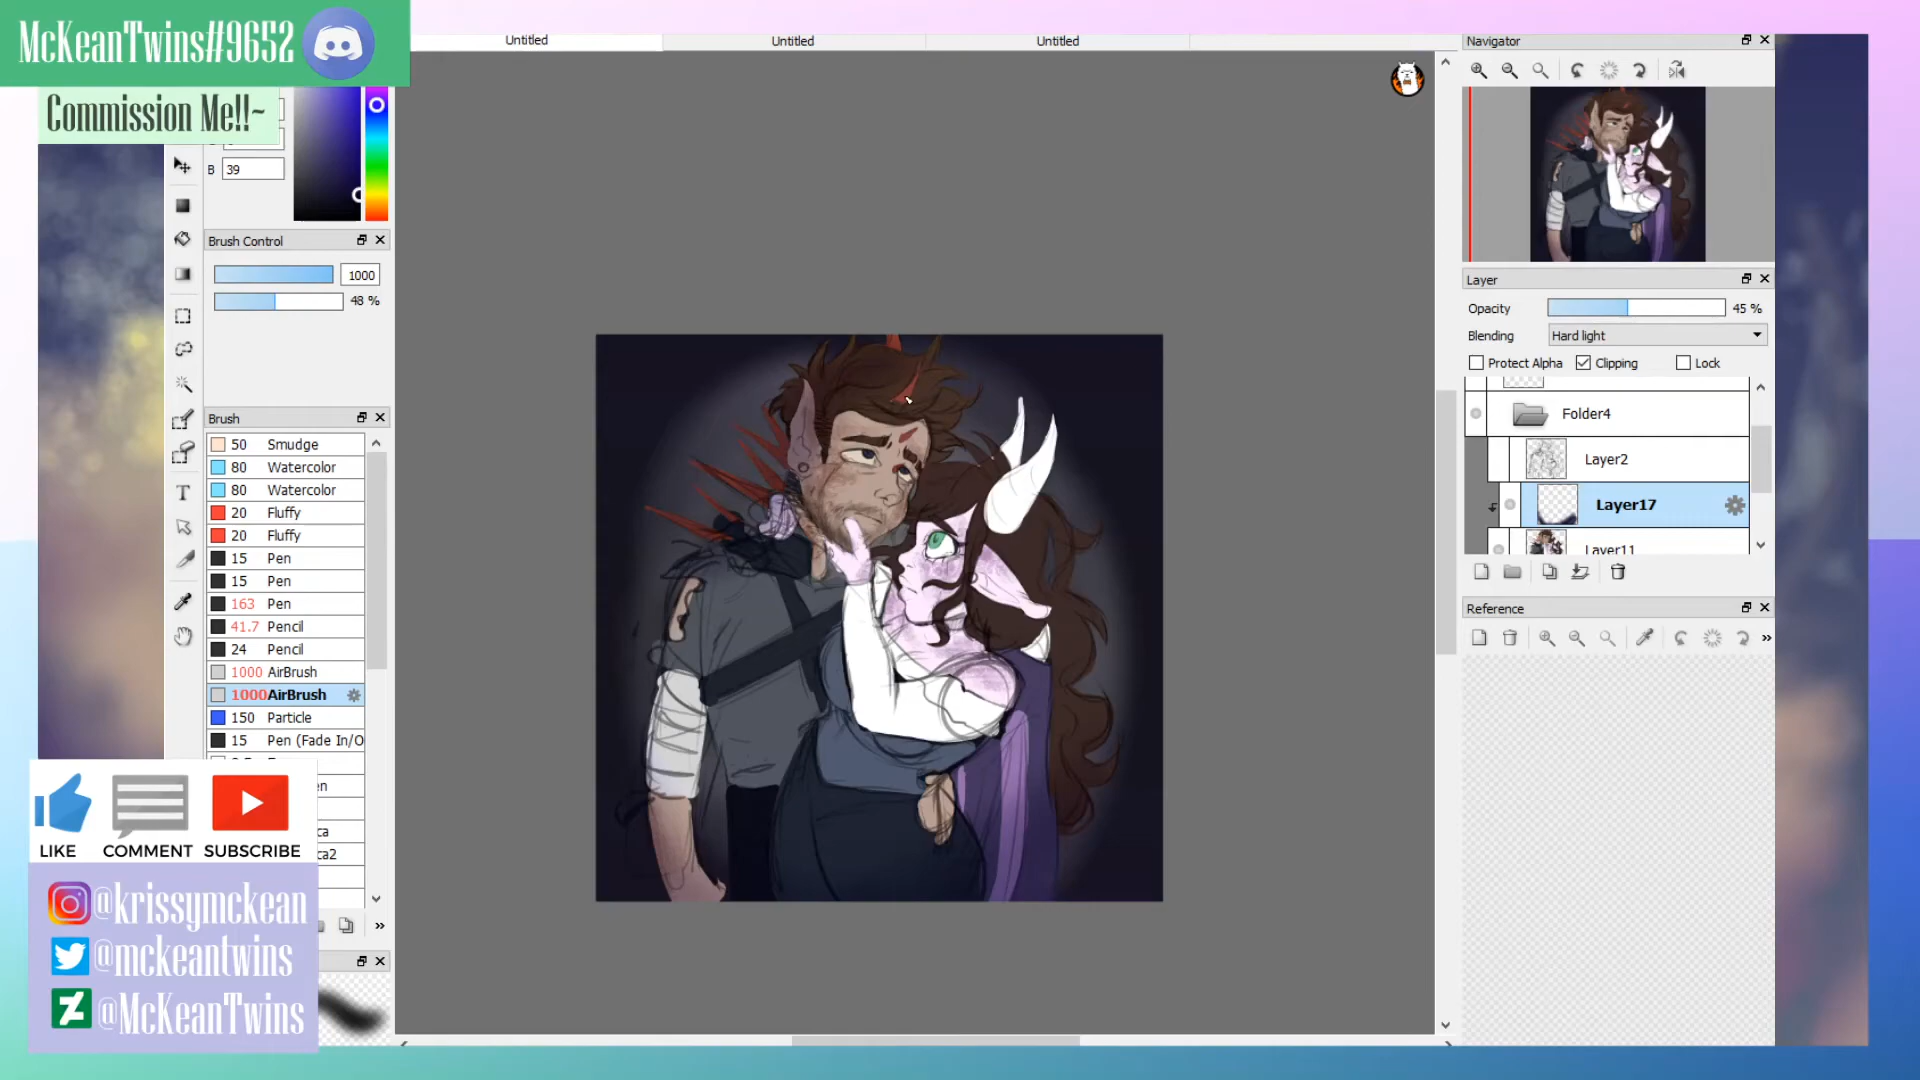 McKeanTwins#9652
Commission Me!!~
Untitled
Untitled
Untitled
B 39
Brush Control
1000
48 %
Brush
50 Smudge
80 Watercolor
80 Watercolor
20 Fluffy
20 Fluffy
15 Pen
15 Pen
163 Pen
41.7 Pencil
24 Pencil
1000 AirBrush
1000 AirBrush
150 Particle
15 Pen (Fade In/O
en
ca
ca2
LIKE COMMENT SUBSCRIBE
@krissymckean
@mckeantwins
@McKeanTwins
Navigator
Layer
Opacity 45 %
Blending Hard light
Protect Alpha Clipping Lock
Folder4
Layer2
Layer17
Layer11
Reference